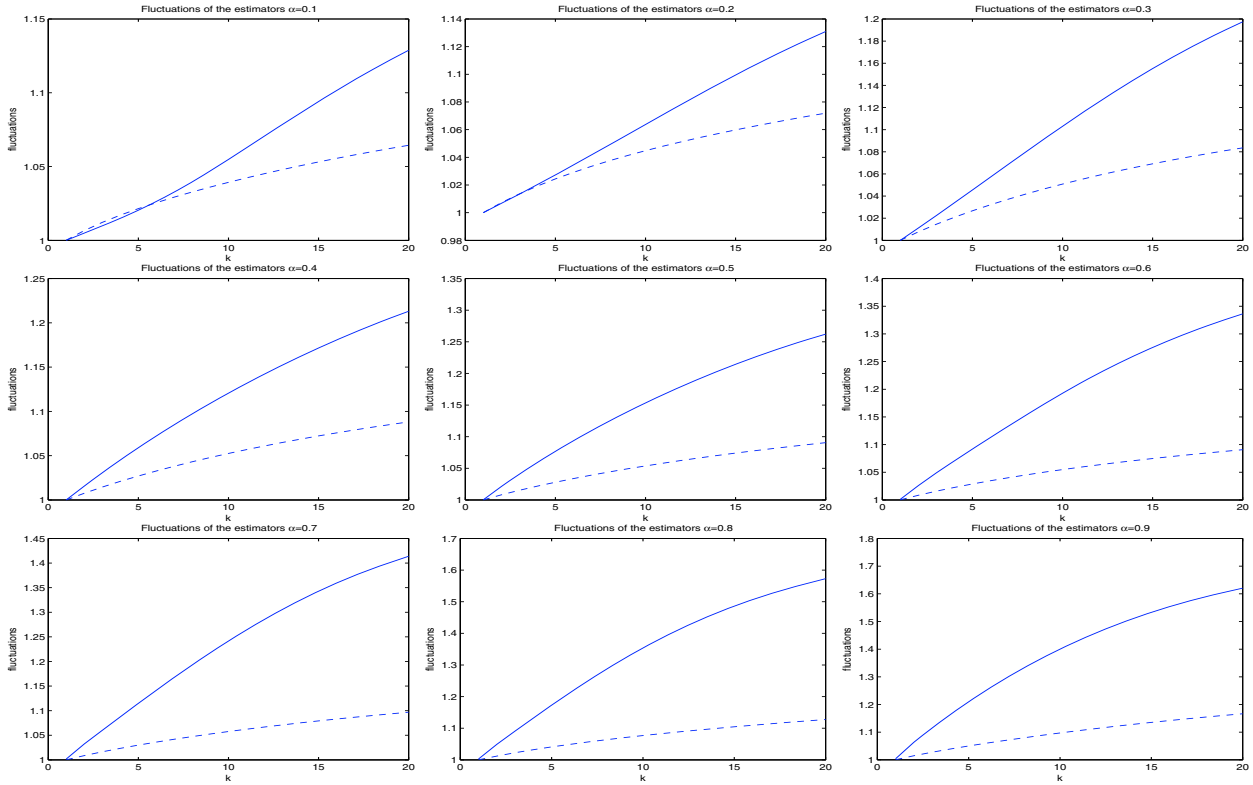 Fluctuations of the estimators α=0.1
1.15
1.1
1.05
1
fluctuations
0 5 10 15 20
k
Fluctuations of the estimators α=0.2
1.14
1.12
1.1
1.08
1.06
1.04
1.02
1
0.98
fluctuations
0 5 10 15 20
k
Fluctuations of the estimators α=0.3
1.2
1.18
1.16
1.14
1.12
1.1
1.08
1.06
1.04
1.02
1
fluctuations
0 5 10 15 20
k
Fluctuations of the estimators α=0.4
1.25
1.2
1.15
1.1
1.05
1
fluctuations
0 5 10 15 20
k
Fluctuations of the estimators α=0.5
1.35
1.3
1.25
1.2
1.15
1.1
1.05
1
fluctuations
0 5 10 15 20
k
Fluctuations of the estimators α=0.6
1.4
1.35
1.3
1.25
1.2
1.15
1.1
1.05
1
fluctuations
0 5 10 15 20
k
Fluctuations of the estimators α=0.7
1.45
1.4
1.35
1.3
1.25
1.2
1.15
1.1
1.05
1
fluctuations
0 5 10 15 20
k
Fluctuations of the estimators α=0.8
1.7
1.6
1.5
1.4
1.3
1.2
1.1
1
fluctuations
0 5 10 15 20
k
Fluctuations of the estimators α=0.9
1.8
1.7
1.6
1.5
1.4
1.3
1.2
1.1
1
fluctuations
0 5 10 15 20
k